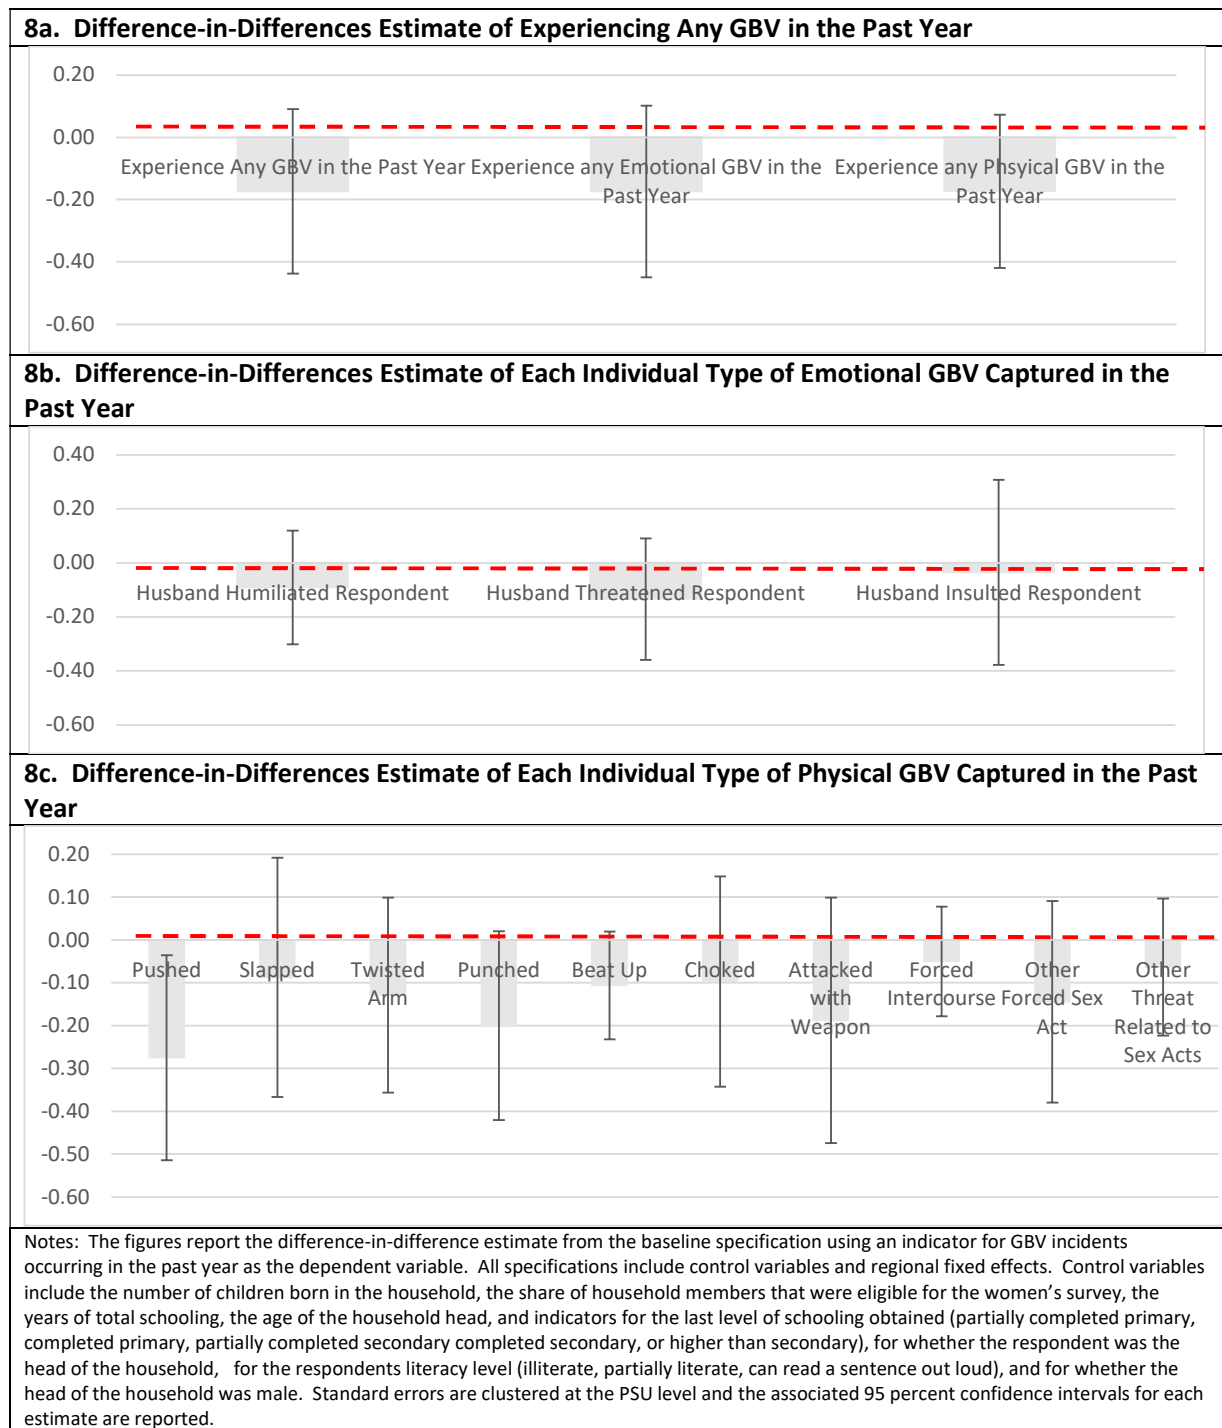 8a.  Difference-in-Differences Estimate of Experiencing Any GBV in the Past Year
0.20
0.00
-0.20
-0.40
-0.60
Experience Any GBV in the Past Year Experience any Emotional GBV in the Experience any Phsyical GBV in the
Past Year Past Year
8b.  Difference-in-Differences Estimate of Each Individual Type of Emotional GBV Captured in the
Past Year
0.40
0.20
0.00
-0.20
-0.40
-0.60
Husband Humiliated Respondent Husband Threatened Respondent Husband Insulted Respondent
8c.  Difference-in-Differences Estimate of Each Individual Type of Physical GBV Captured in the Past
Year
0.20
0.10
0.00
-0.10
-0.20
-0.30
-0.40
-0.50
-0.60
Pushed Slapped Twisted Punched Beat Up Choked Attacked Forced Other Other
Arm with Intercourse Forced Sex Threat
Weapon Act Related to
Sex Acts
Notes:  The figures report the difference-in-difference estimate from the baseline specification using an indicator for GBV incidents
occurring in the past year as the dependent variable.  All specifications include control variables and regional fixed effects.  Control variables
include the number of children born in the household, the share of household members that were eligible for the women's survey, the
years of total schooling, the age of the household head, and indicators for the last level of schooling obtained (partially completed primary,
completed primary, partially completed secondary completed secondary, or higher than secondary), for whether the respondent was the
head of the household,   for the respondents literacy level (illiterate, partially literate, can read a sentence out loud), and for whether the
head of the household was male.  Standard errors are clustered at the PSU level and the associated 95 percent confidence intervals for each
estimate are reported.